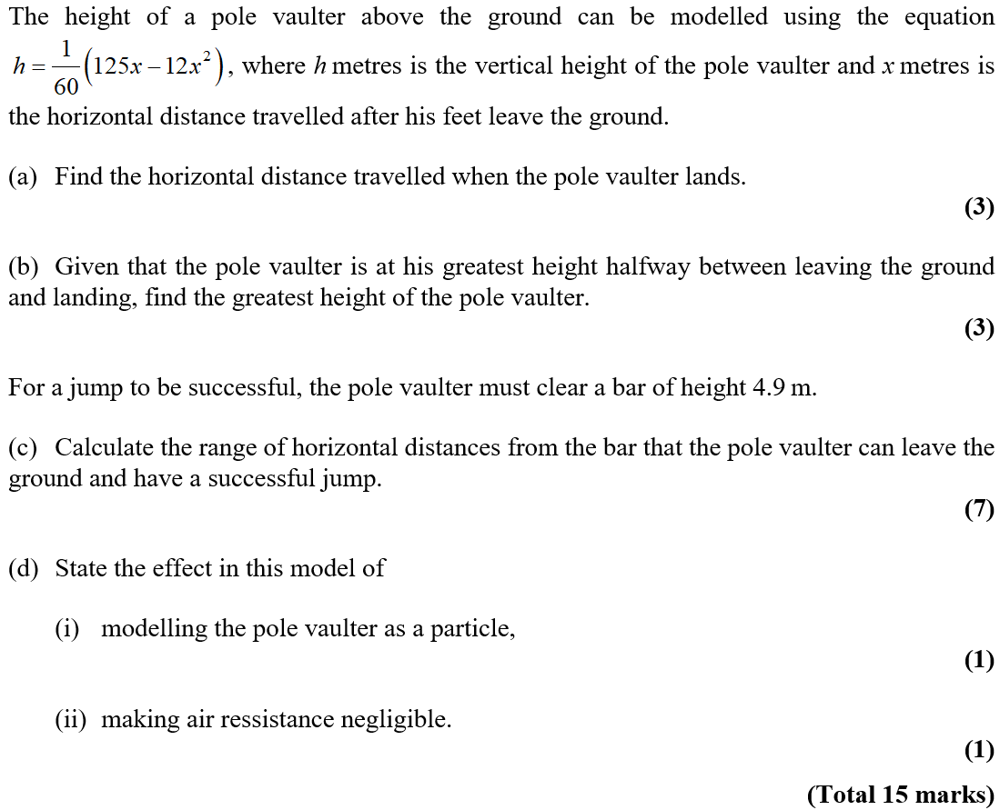 The height of a pole vaulter above the ground can be modelled using the equation
h = 1/60 (125x – 12x²), where h metres is the vertical height of the pole vaulter and x metres is
the horizontal distance travelled after his feet leave the ground.
(a) Find the horizontal distance travelled when the pole vaulter lands.
(3)
(b) Given that the pole vaulter is at his greatest height halfway between leaving the ground
and landing, find the greatest height of the pole vaulter.
(3)
For a jump to be successful, the pole vaulter must clear a bar of height 4.9 m.
(c) Calculate the range of horizontal distances from the bar that the pole vaulter can leave the
ground and have a successful jump.
(7)
(d) State the effect in this model of
(i) modelling the pole vaulter as a particle,
(1)
(ii) making air ressistance negligible.
(1)
(Total 15 marks)